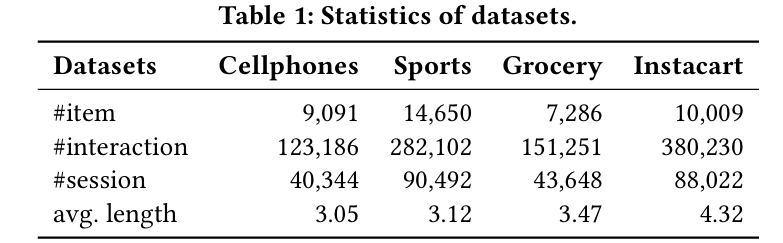 Table 1: Statistics of datasets.
Datasets Cellphones Sports Grocery Instacart
#item 9,091 14,650 7,286 10,009
#interaction 123,186 282,102 151,251 380,230
#session 40,344 90,492 43,648 88,022
avg. length 3.05 3.12 3.47 4.32